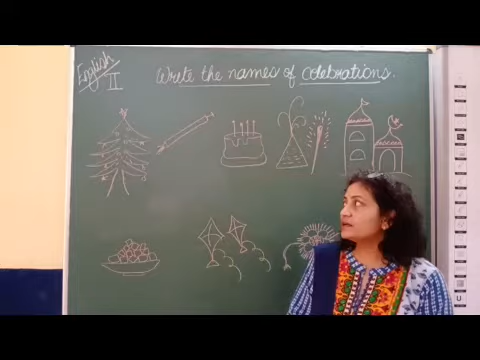 English
II
Write the names of celebrations.